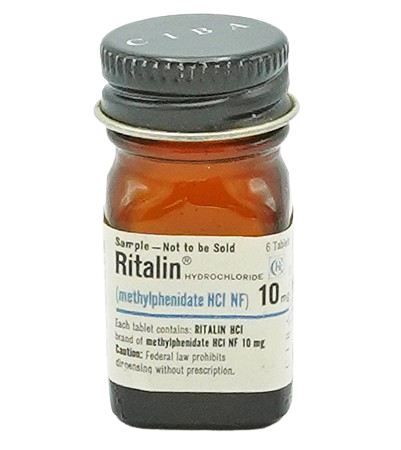 CIBA
Sample—Not to be Sold 6 Tablets
Ritalin® HYDROCHLORIDE
(methylphenidate HCl NF) 10 mg
Each tablet contains: RITALIN HCl
brand of methylphenidate HCl NF 10 mg
Caution: Federal law prohibits
dispensing without prescription.